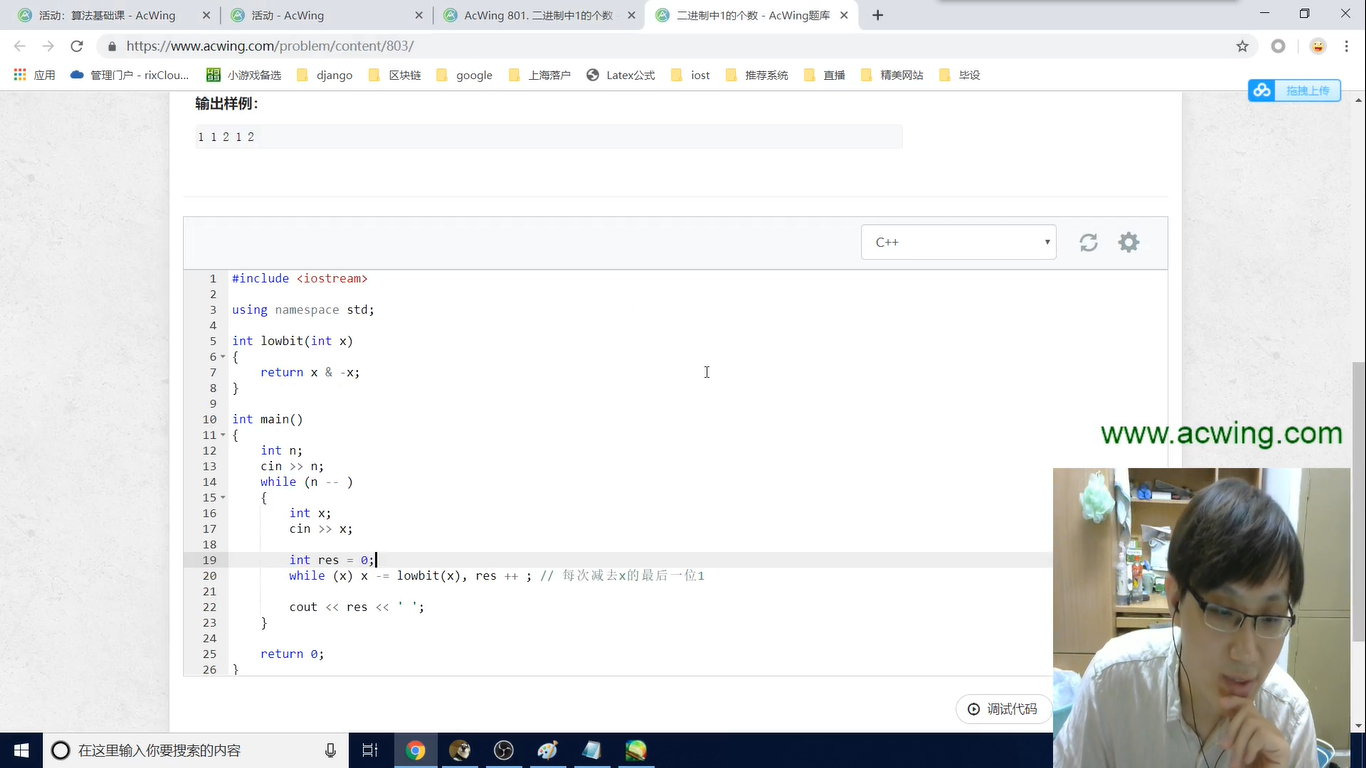 活动：算法基础课 - AcWing
活动 - AcWing
AcWing 801. 二进制中1的个数
二进制中1的个数 - AcWing题库
https://www.acwing.com/problem/content/803/
应用
管理门户 - rixClou...
小游戏备选
django
区块链
google
上海落户
Latex公式
iost
推荐系统
直播
精美网站
毕设
拖拽上传
输出样例：
1 1 2 1 2
C++
1 #include <iostream>
2
3 using namespace std;
4
5 int lowbit(int x)
6 {
7     return x & -x;
8 }
9
10 int main()
11 {
12     int n;
13     cin >> n;
14     while (n -- )
15     {
16         int x;
17         cin >> x;
18
19         int res = 0;
20         while (x) x -= lowbit(x), res ++ ; // 每次减去x的最后一位1
21
22         cout << res << ' ';
23     }
24
25     return 0;
26 }
www.acwing.com
调试代码
在这里输入你要搜索的内容